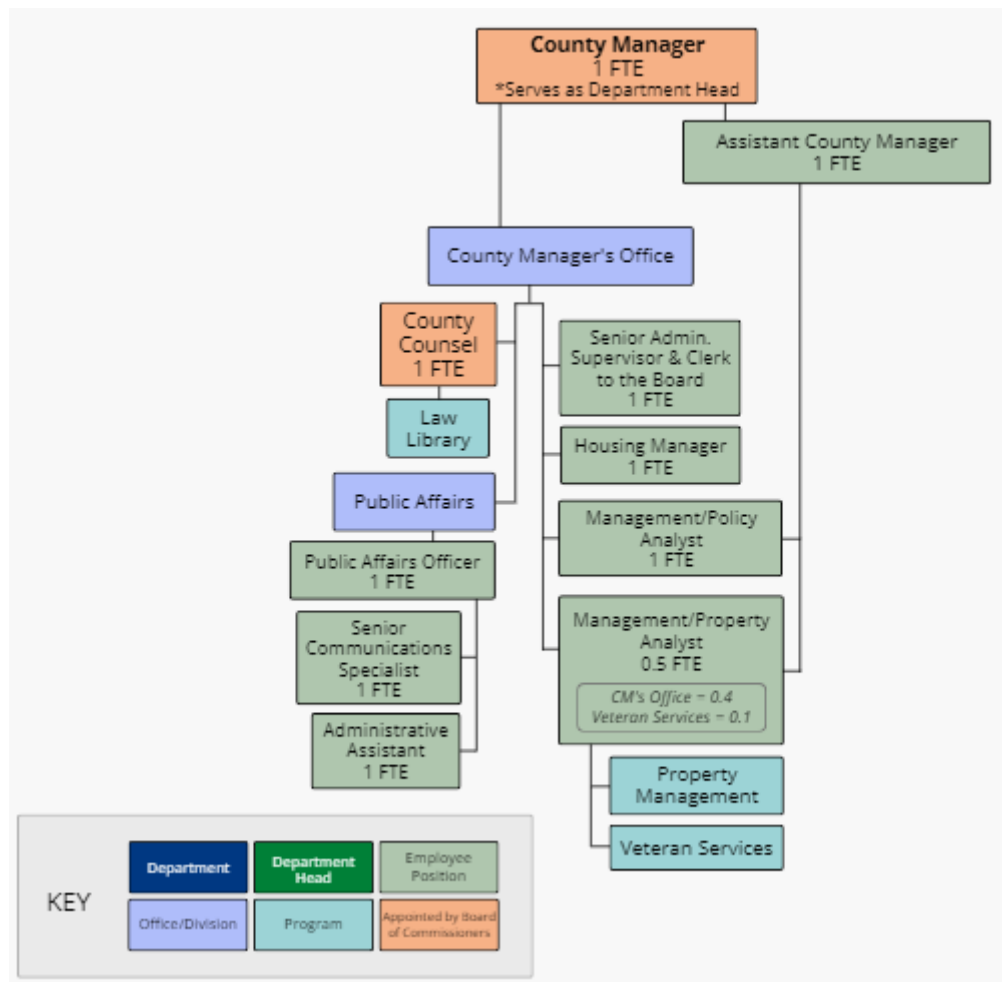 County Manager
1 FTE
*Serves as Department Head
Assistant County Manager
1 FTE
County Manager's Office
County
Counsel
1 FTE
Law
Library
Public Affairs
Public Affairs Officer
1 FTE
Senior
Communications
Specialist
1 FTE
Administrative
Assistant
1 FTE
Senior Admin.
Supervisor & Clerk
to the Board
1 FTE
Housing Manager
1 FTE
Management/Policy
Analyst
1 FTE
Management/Property
Analyst
0.5 FTE
CM's Office = 0.4
Veteran Services = 0.1
Property
Management
Veteran Services
KEY
Department
Department
Head
Employee
Position
Office/Division
Program
Appointed by Board
of Commissioners